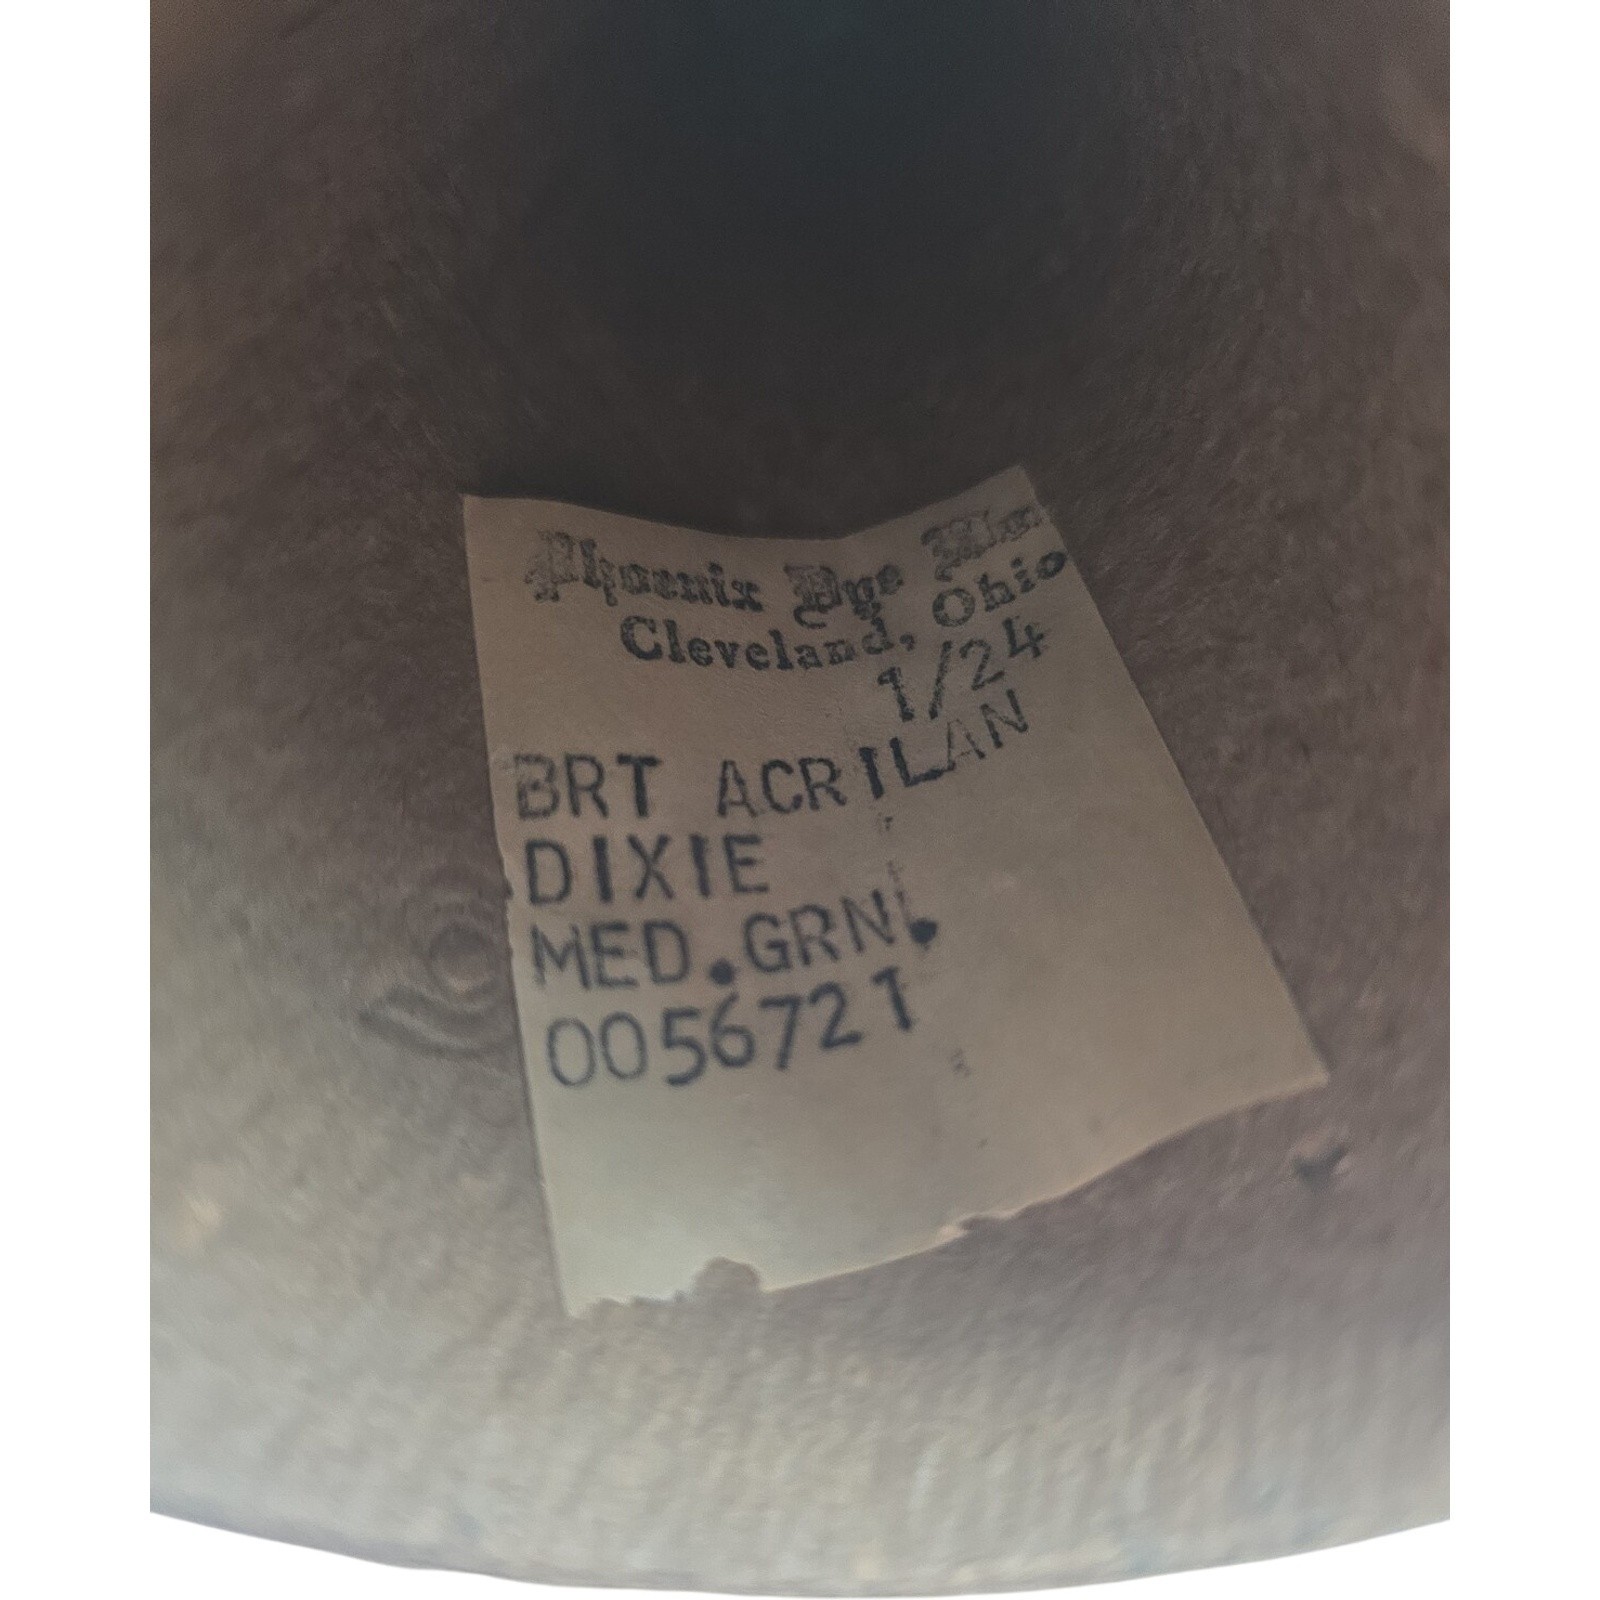 Phoenix Dye
Cleveland, Ohio
1/24
BRT ACRILAN
DIXIE
MED.GRN.
0056721